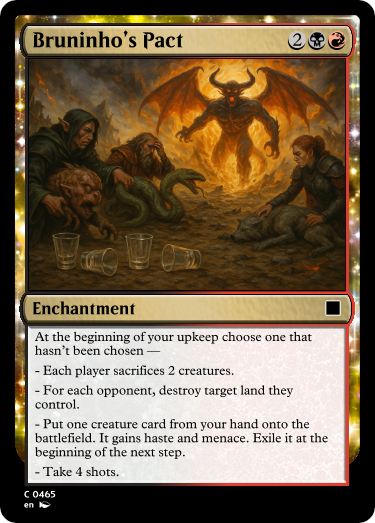 Bruninho's Pact 2
Enchantment
At the beginning of your upkeep choose one that
hasn't been chosen —
- Each player sacrifices 2 creatures.
- For each opponent, destroy target land they
control.
- Put one creature card from your hand onto the
battlefield. It gains haste and menace. Exile it at the
beginning of the next step.
- Take 4 shots.
C 0465
en